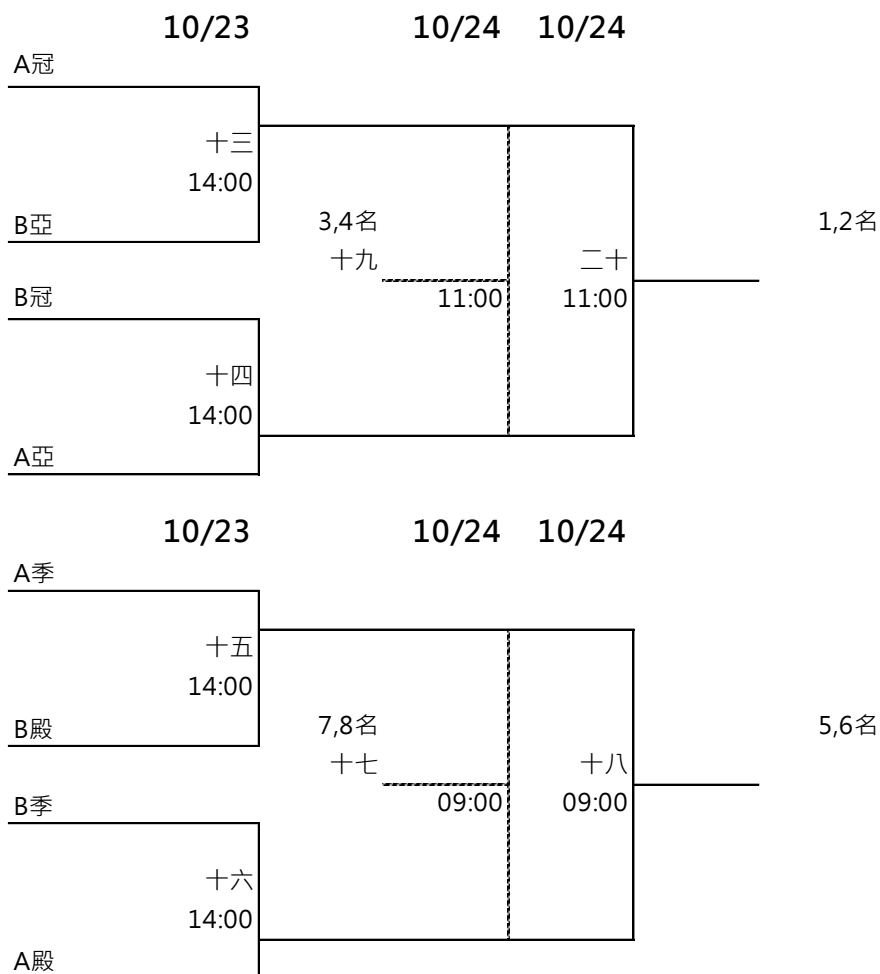 10/23 10/24 10/24
A冠
十三
14:00
B亞
3,4名
1,2名
十九
二十
B冠
11:00
11:00
十四
14:00
A亞
10/23 10/24 10/24
A季
十五
14:00
B殿
7,8名
5,6名
十七
十八
B季
09:00
09:00
十六
14:00
A殿